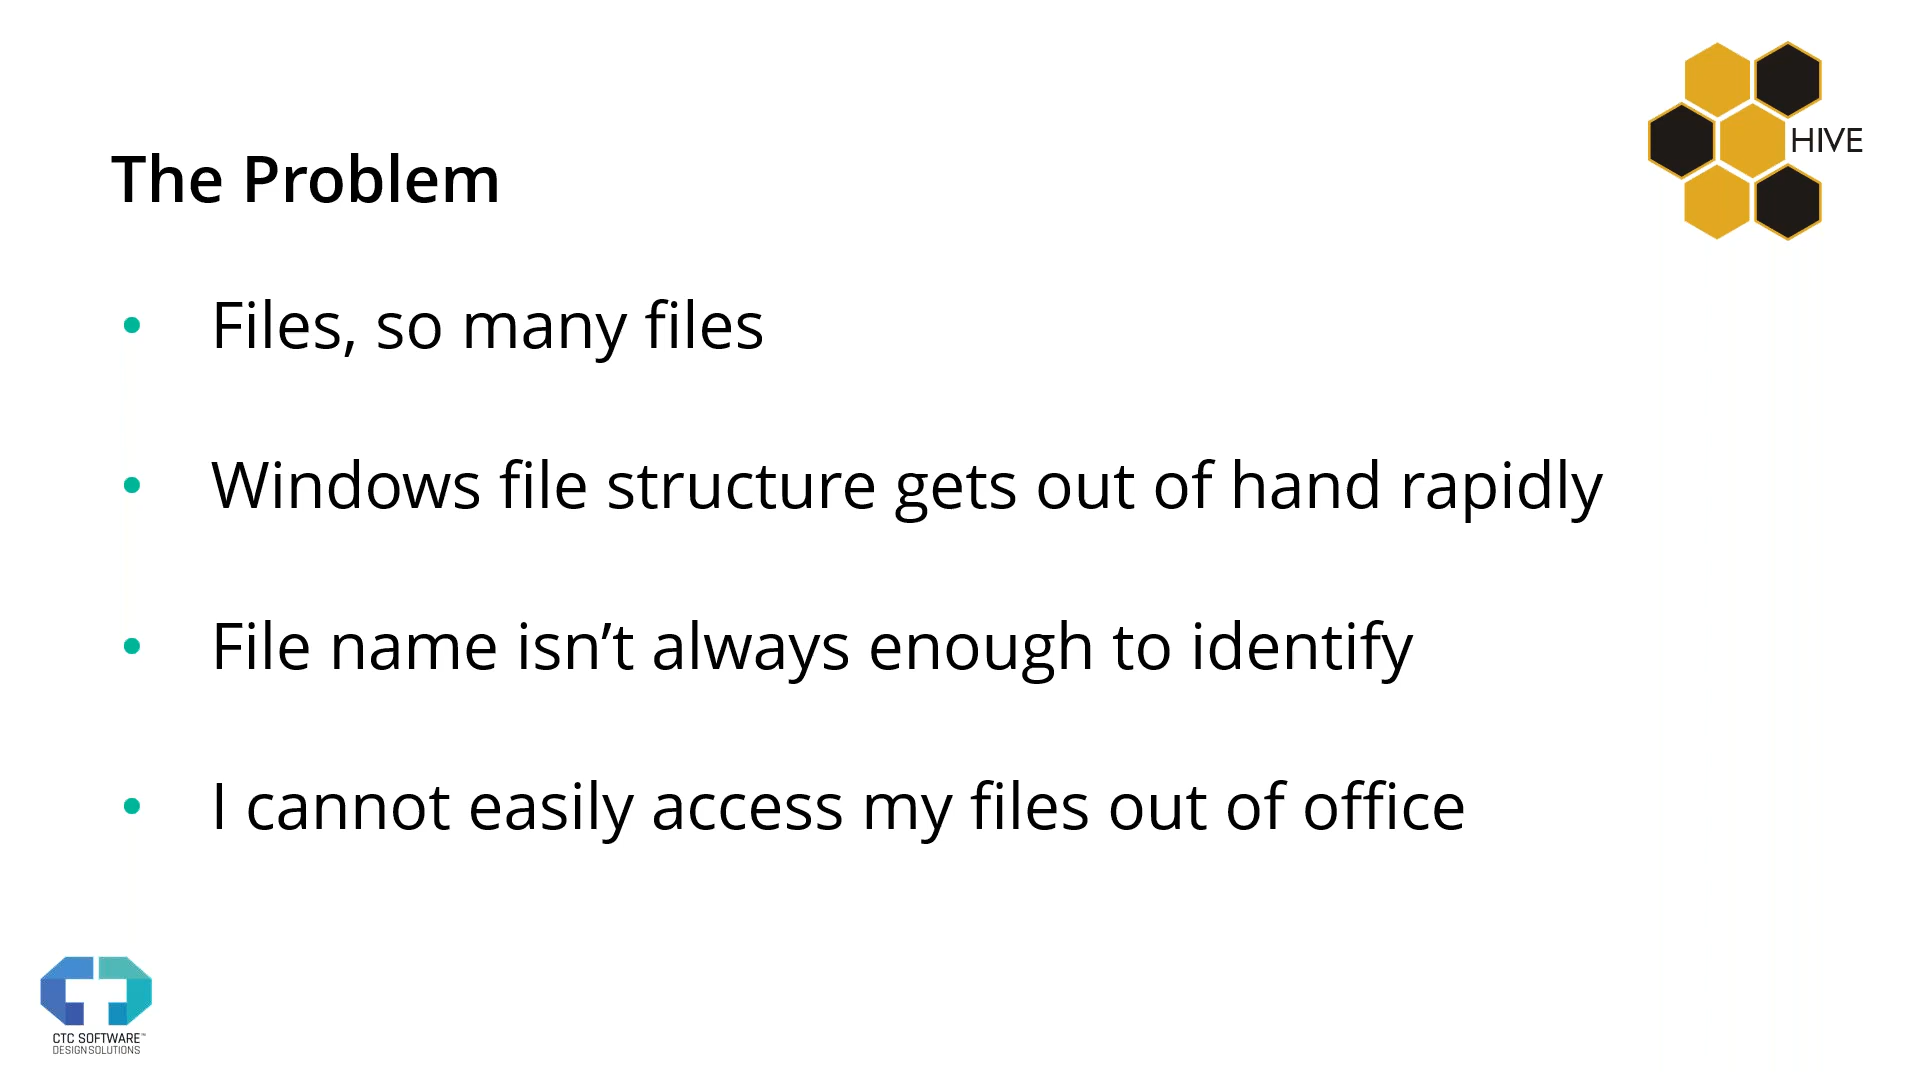 HIVE
The Problem
• Files, so many files
• Windows file structure gets out of hand rapidly
• File name isn’t always enough to identify
• I cannot easily access my files out of office
CTC SOFTWARE™
DESIGN SOLUTIONS